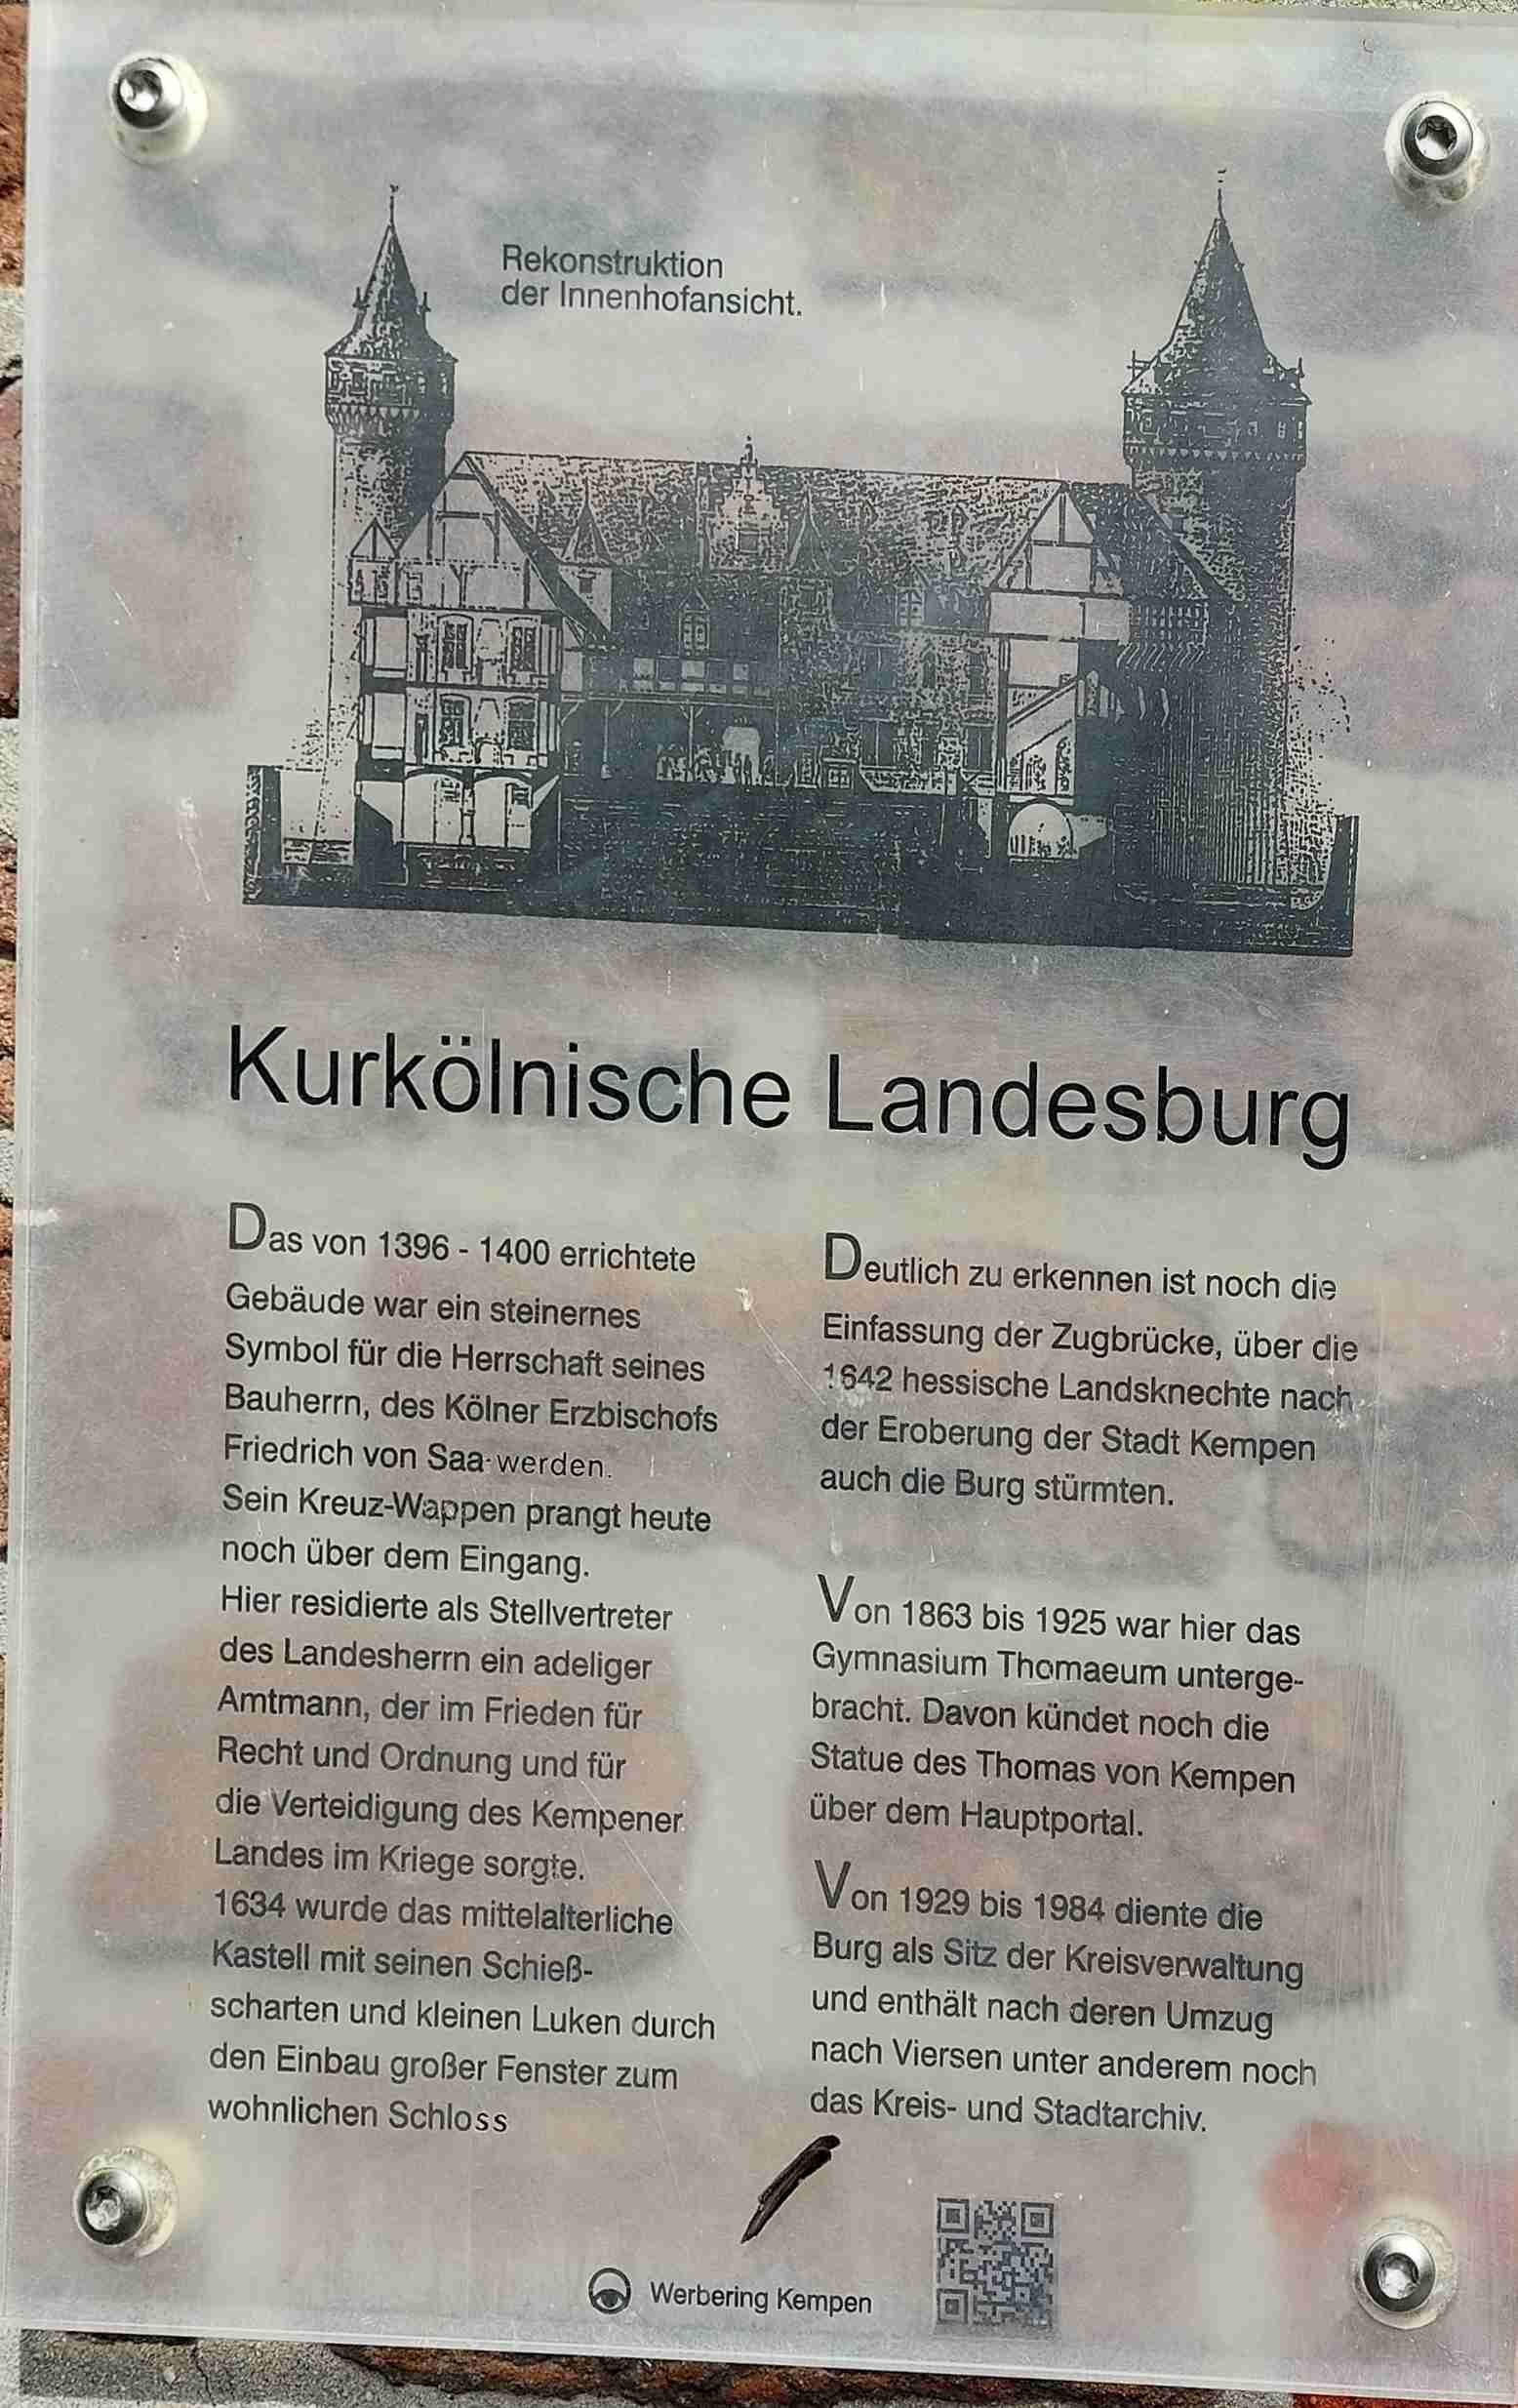 Rekonstruktion
der Innenhofansicht.
Kurkölnische Landesburg
Das von 1396 - 1400 errichtete
Gebäude war ein steinernes
Symbol für die Herrschaft seines
Bauherrn, des Kölner Erzbischofs
Friedrich von Saa-werden.
Sein Kreuz-Wappen prangt heute
noch über dem Eingang.
Hier residierte als Stellvertreter
des Landesherrn ein adeliger
Amtmann, der im Frieden für
Recht und Ordnung und für
die Verteidigung des Kempener
Landes im Kriege sorgte.
1634 wurde das mittelalterliche
Kastell mit seinen Schieß-
scharten und kleinen Luken durch
den Einbau großer Fenster zum
wohnlichen Schloss
Deutlich zu erkennen ist noch die
Einfassung der Zugbrücke, über die
1642 hessische Landsknechte nach
der Eroberung der Stadt Kempen
auch die Burg stürmten.
Von 1863 bis 1925 war hier das
Gymnasium Thomaeum unterge-
bracht. Davon kündet noch die
Statue des Thomas von Kempen
über dem Hauptportal.
Von 1929 bis 1984 diente die
Burg als Sitz der Kreisverwaltung
und enthält nach deren Umzug
nach Viersen unter anderem noch
das Kreis- und Stadtarchiv.
Werbering Kempen